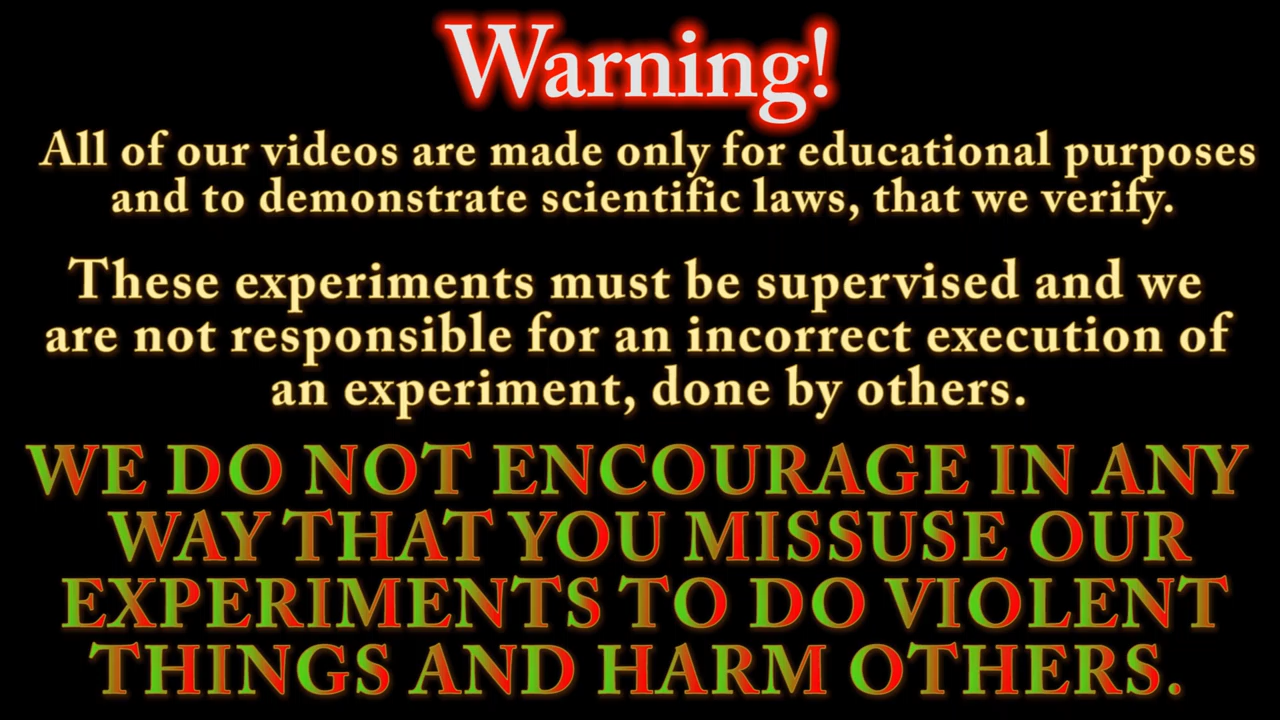 Warning!
All of our videos are made only for educational purposes
and to demonstrate scientific laws, that we verify.
These experiments must be supervised and we
are not responsible for an incorrect execution of
an experiment, done by others.
WE DO NOT ENCOURAGE IN ANY
WAY THAT YOU MISSUSE OUR
EXPERIMENTS TO DO VIOLENT
THINGS AND HARM OTHERS.